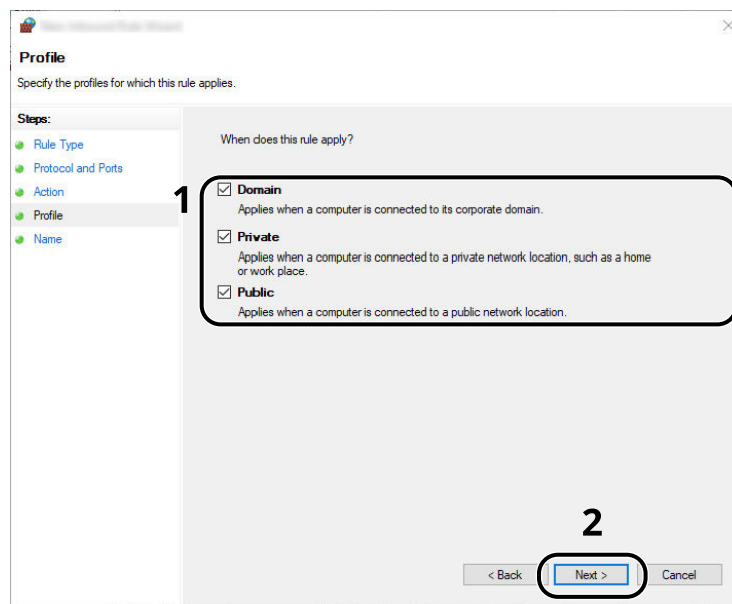 Profile
Specify the profiles for which this rule applies.
Steps:
Rule Type
Protocol and Ports
Action
Profile
Name
When does this rule apply?
1
Domain
Applies when a computer is connected to its corporate domain.
Private
Applies when a computer is connected to a private network location, such as a home
or work place.
Public
Applies when a computer is connected to a public network location.
2
< Back
Next >
Cancel